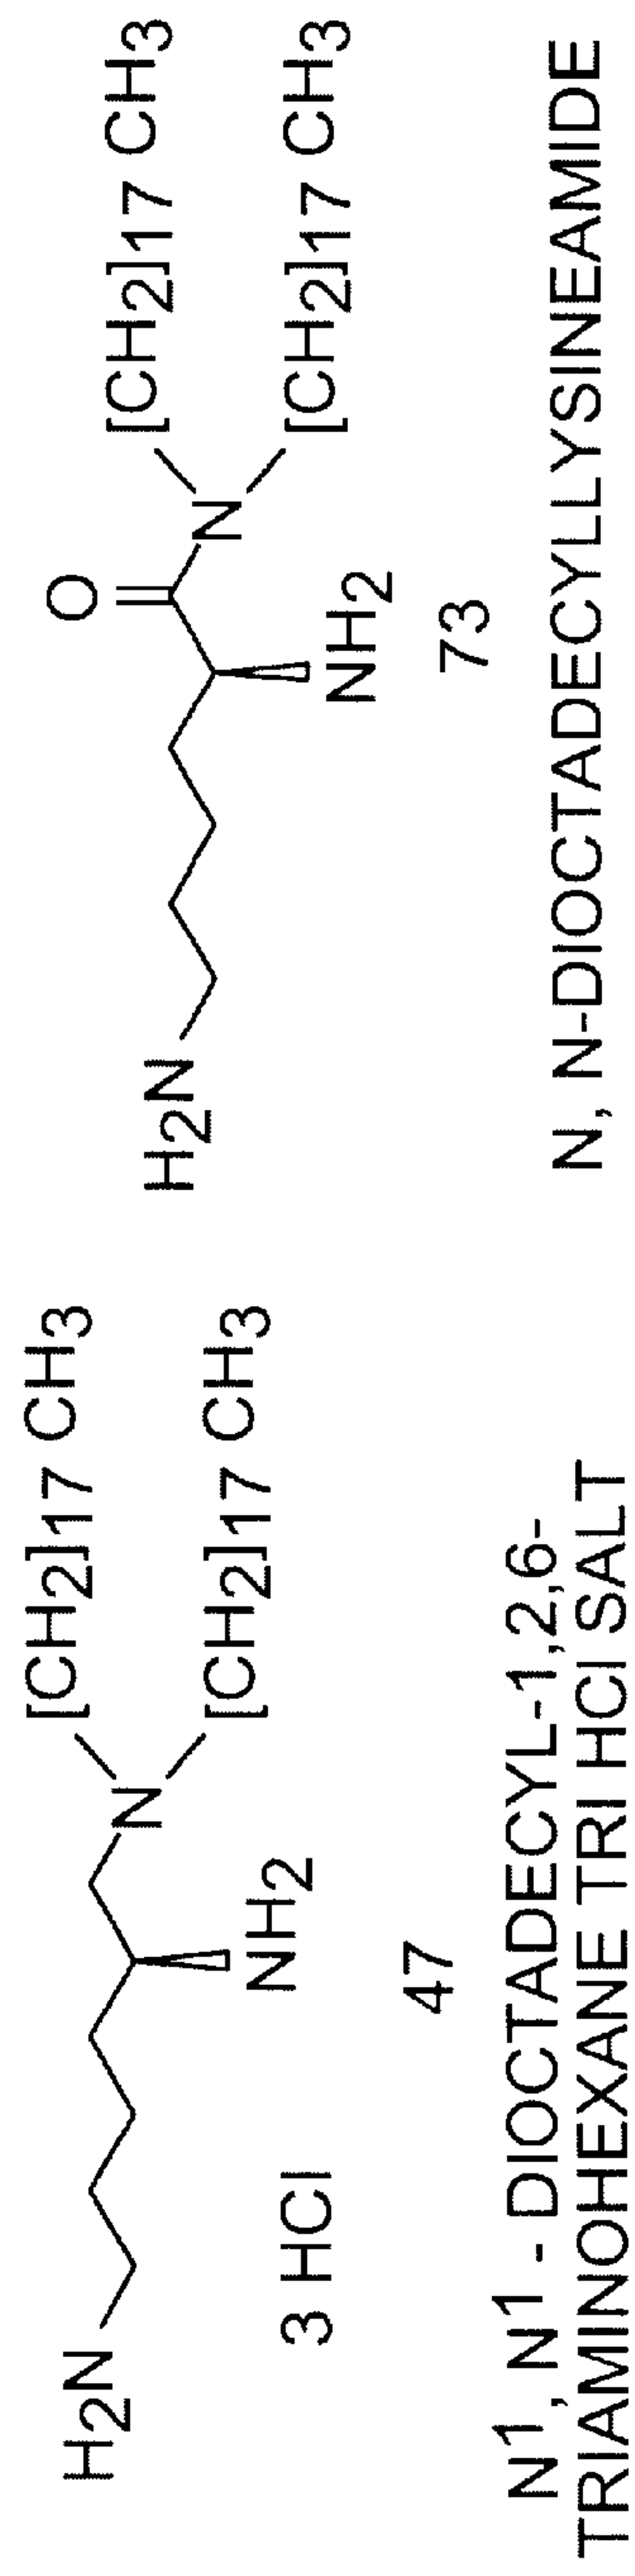 H2N
NH2
N
[CH2]17 CH3
[CH2]17 CH3
3 HCl
47
N1, N1 - DIOCTADECYL-1,2,6-
TRIAMINOHEXANE TRI HCl SALT
O
H2N
NH2
N
[CH2]17 CH3
[CH2]17 CH3
73
N, N-DIOCTADECYLLYSINEAMIDE